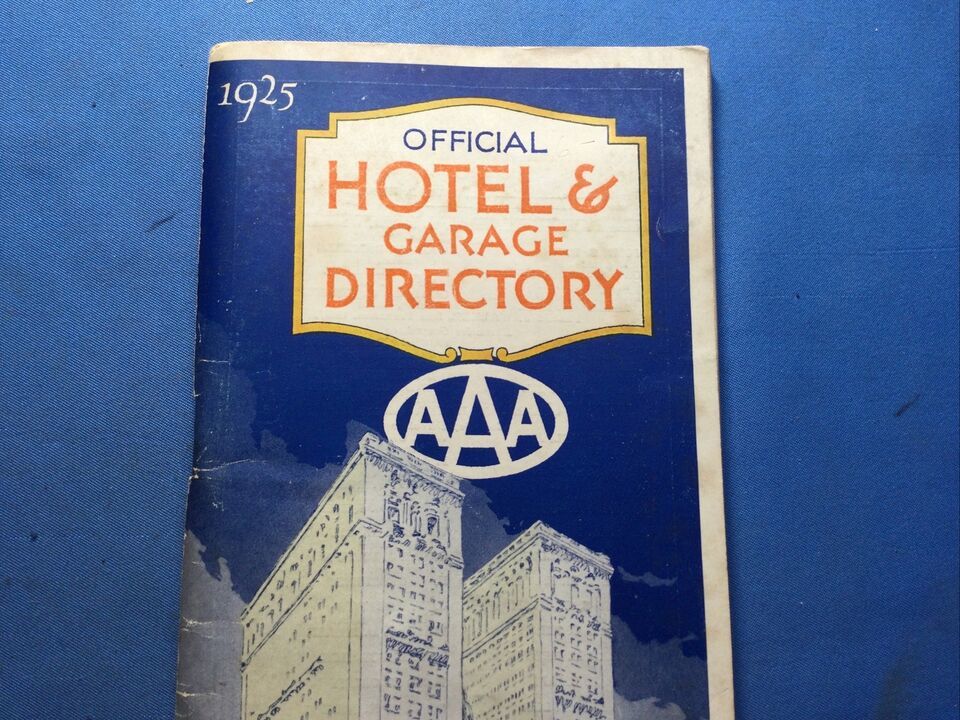 1925
OFFICIAL
HOTEL &
GARAGE
DIRECTORY
AAA